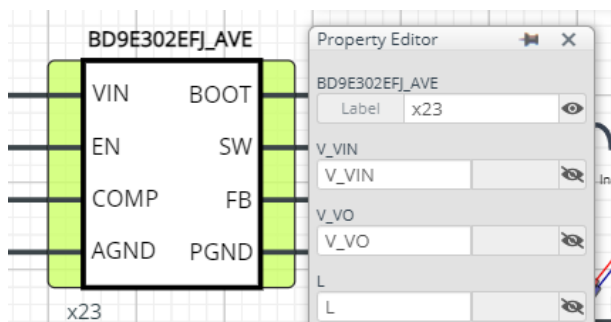 BD9E302EFJ_AVE
VIN BOOT
EN SW
COMP FB
AGND PGND
x23
Property Editor
BD9E302EFJ_AVE
Label x23
V_VIN
V_VIN
V_VO
V_VO
L
L
In